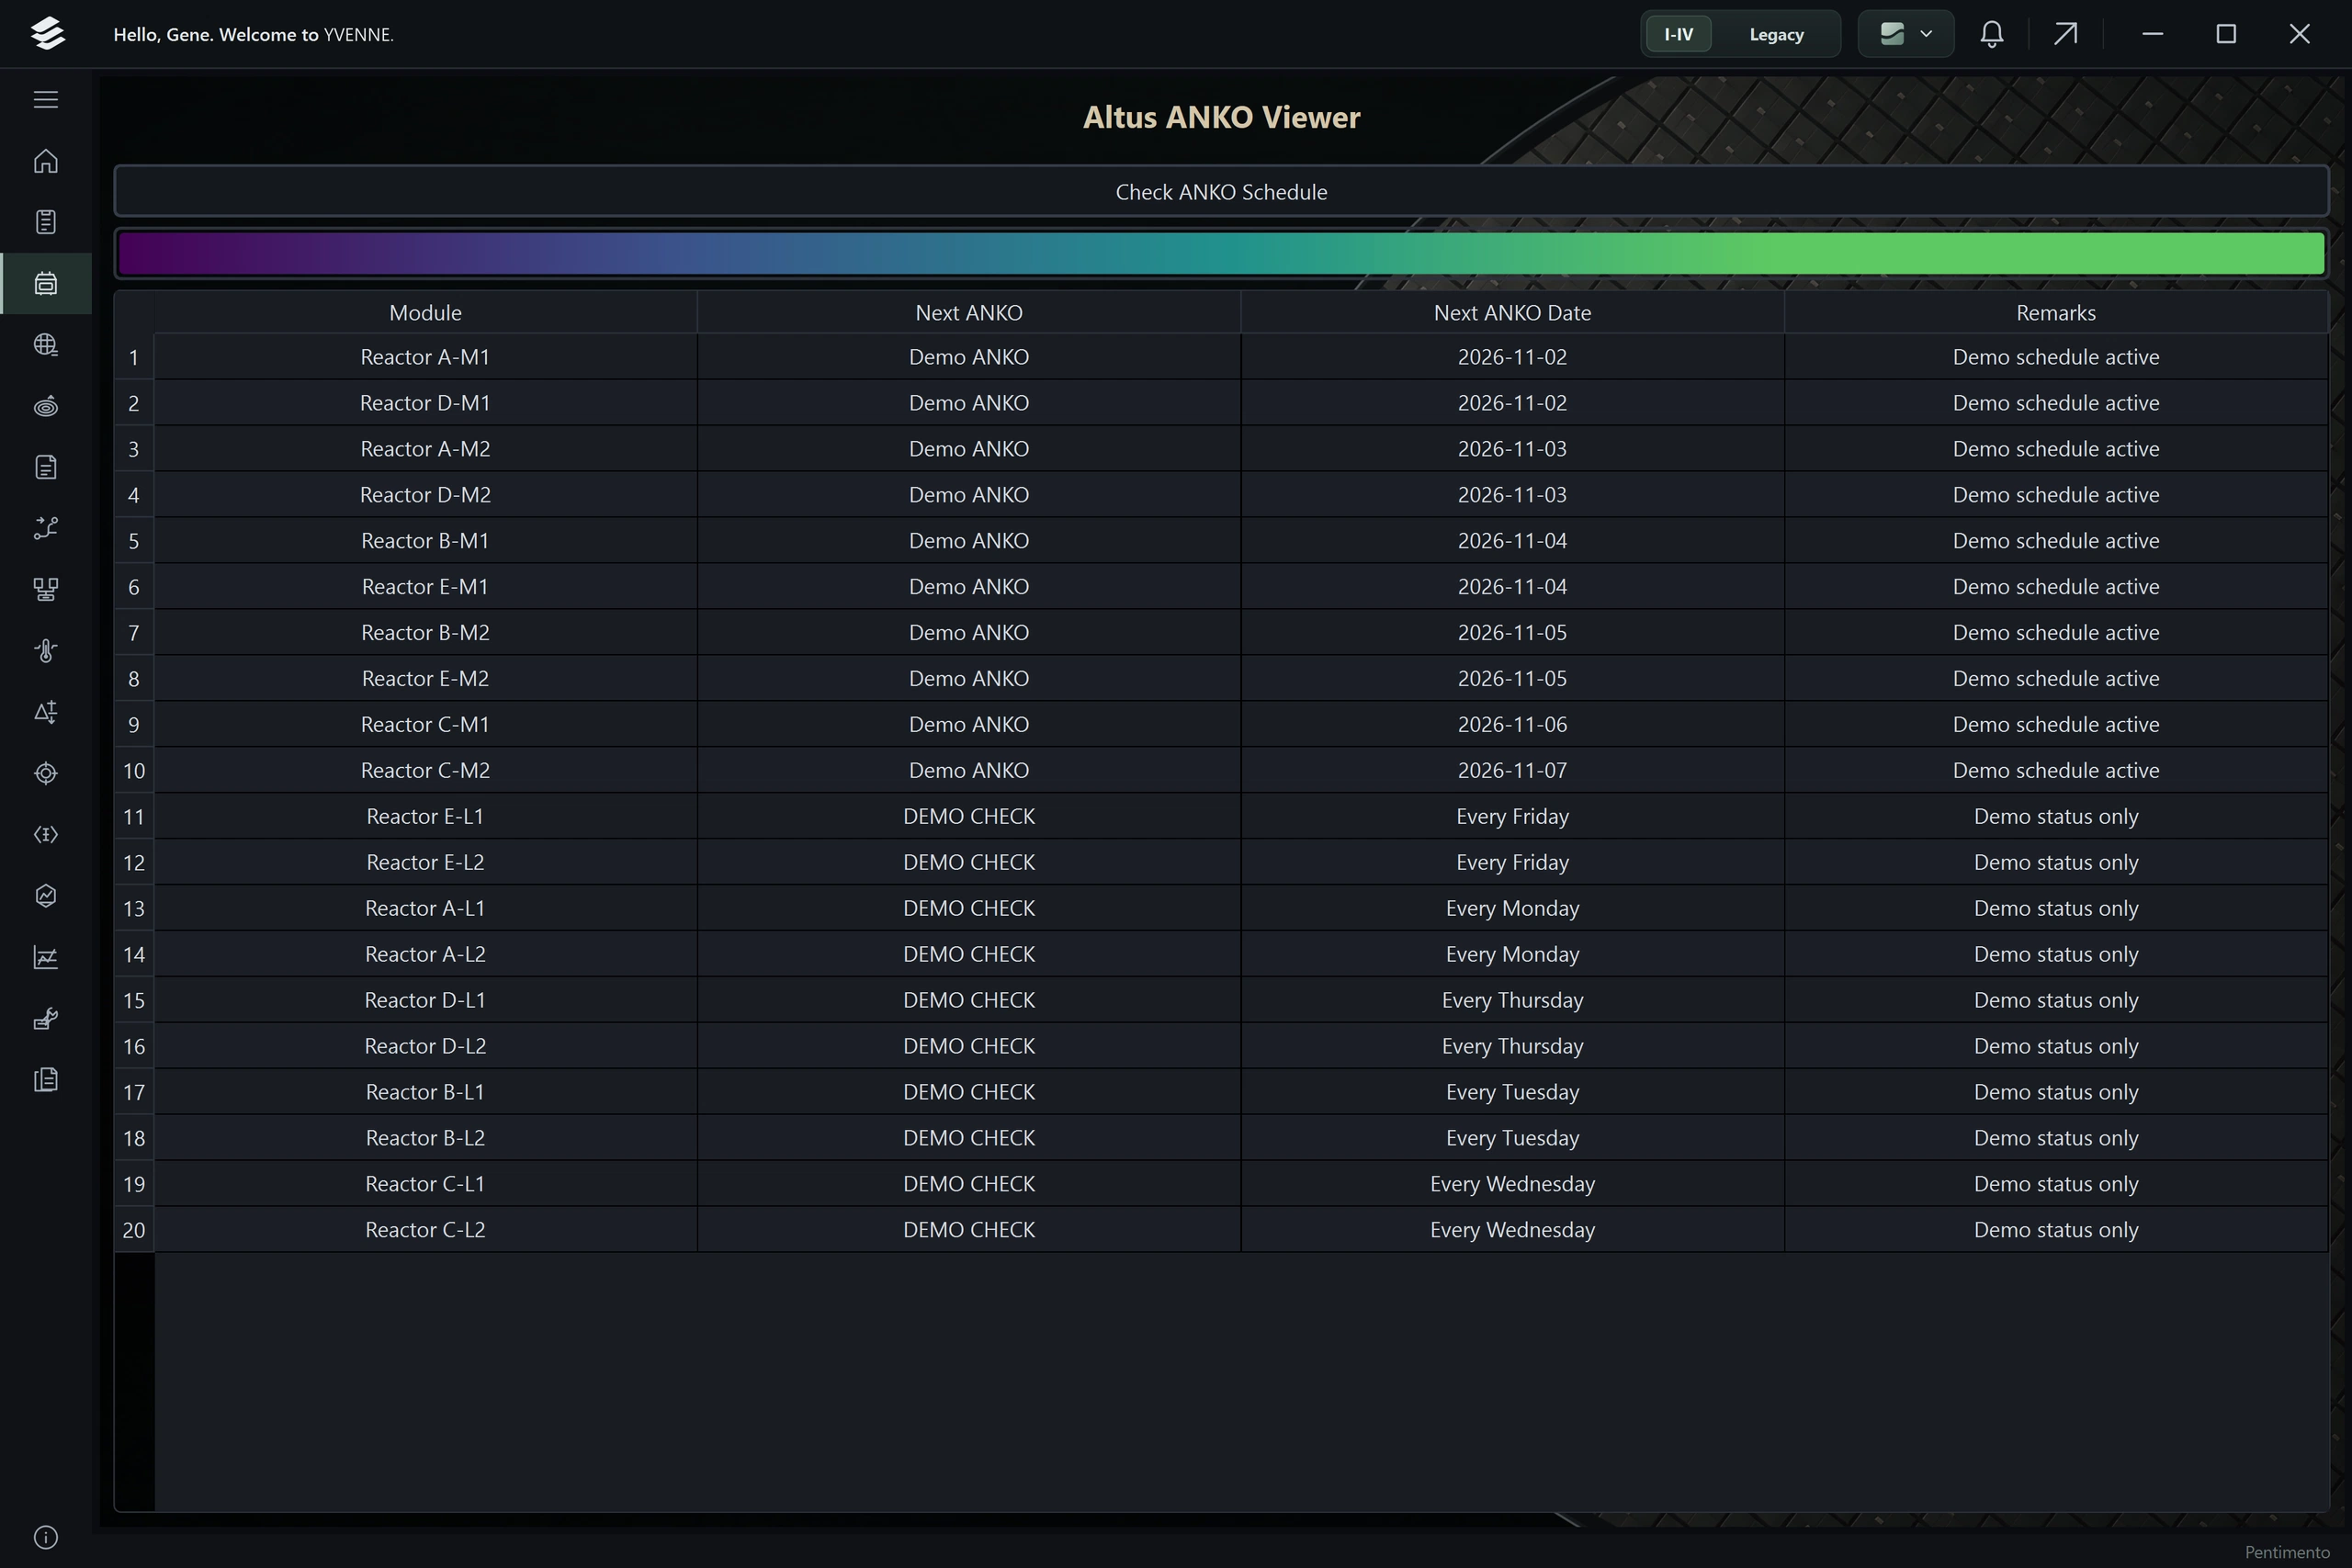 Hello, Gene. Welcome to YVENNE.
I-IV Legacy
Altus ANKO Viewer
Check ANKO Schedule
Module Next ANKO Next ANKO Date Remarks
1 Reactor A-M1 Demo ANKO 2026-11-02 Demo schedule active
2 Reactor D-M1 Demo ANKO 2026-11-02 Demo schedule active
3 Reactor A-M2 Demo ANKO 2026-11-03 Demo schedule active
4 Reactor D-M2 Demo ANKO 2026-11-03 Demo schedule active
5 Reactor B-M1 Demo ANKO 2026-11-04 Demo schedule active
6 Reactor E-M1 Demo ANKO 2026-11-04 Demo schedule active
7 Reactor B-M2 Demo ANKO 2026-11-05 Demo schedule active
8 Reactor E-M2 Demo ANKO 2026-11-05 Demo schedule active
9 Reactor C-M1 Demo ANKO 2026-11-06 Demo schedule active
10 Reactor C-M2 Demo ANKO 2026-11-07 Demo schedule active
11 Reactor E-L1 DEMO CHECK Every Friday Demo status only
12 Reactor E-L2 DEMO CHECK Every Friday Demo status only
13 Reactor A-L1 DEMO CHECK Every Monday Demo status only
14 Reactor A-L2 DEMO CHECK Every Monday Demo status only
15 Reactor D-L1 DEMO CHECK Every Thursday Demo status only
16 Reactor D-L2 DEMO CHECK Every Thursday Demo status only
17 Reactor B-L1 DEMO CHECK Every Tuesday Demo status only
18 Reactor B-L2 DEMO CHECK Every Tuesday Demo status only
19 Reactor C-L1 DEMO CHECK Every Wednesday Demo status only
20 Reactor C-L2 DEMO CHECK Every Wednesday Demo status only
Pentimento